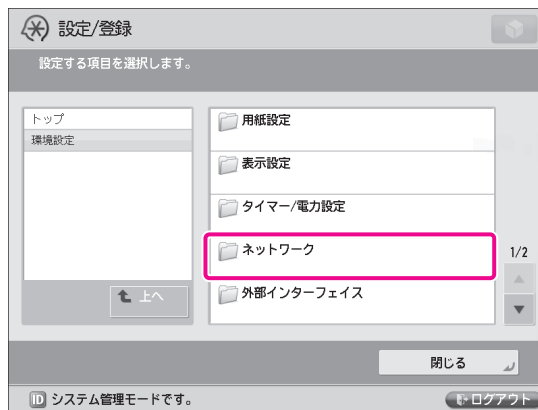 設定/登録
設定する項目を選択します。
トップ
環境設定
用紙設定
表示設定
タイマー/電力設定
ネットワーク
外部インターフェイス
1/2
上へ
閉じる
ID システム管理モードです。
ログアウト